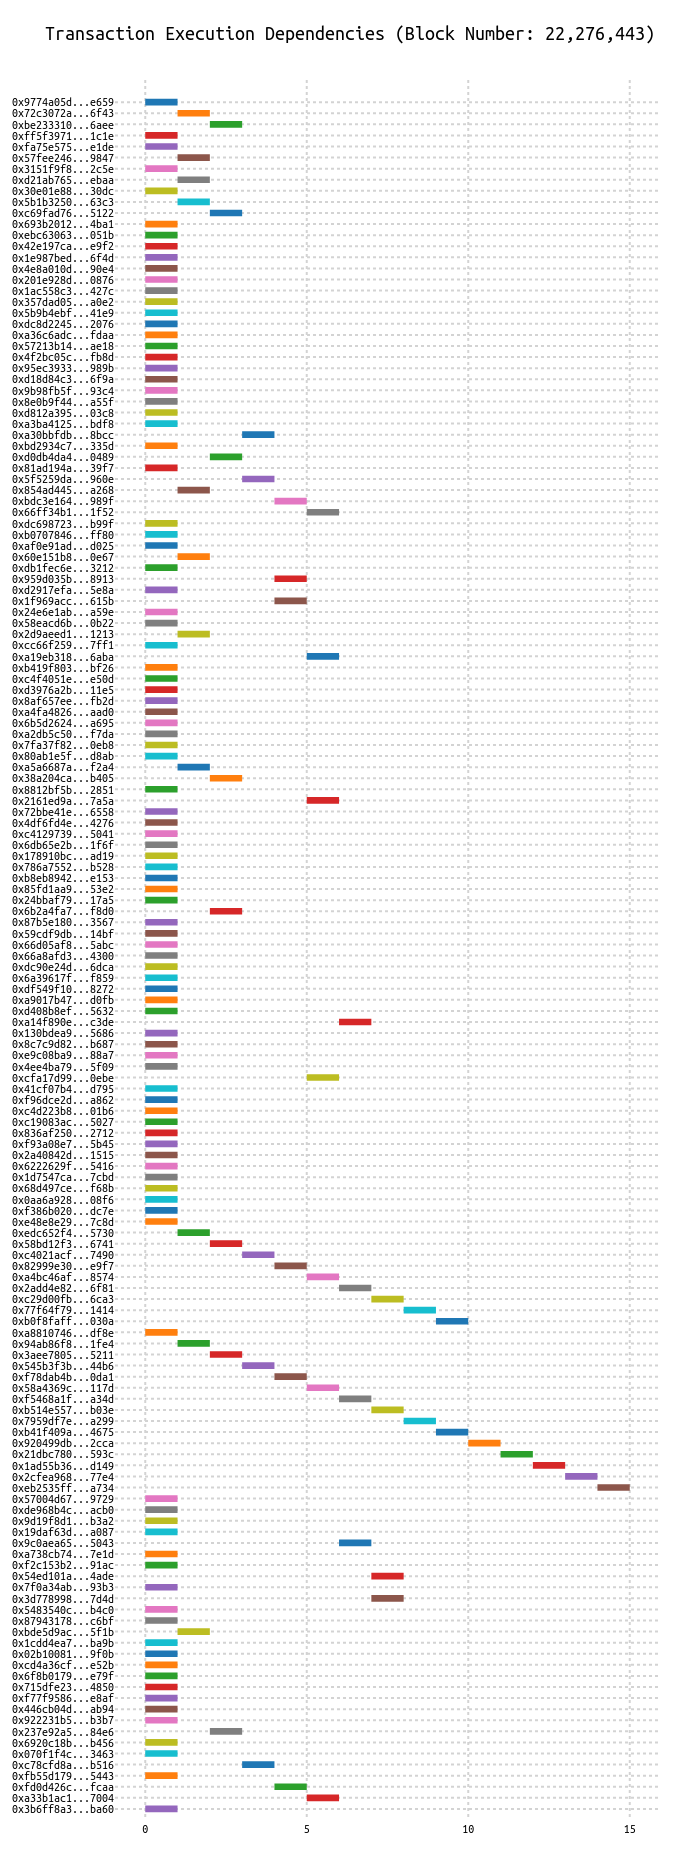 Transaction Execution Dependencies (Block Number: 22,276,443)
0x9774a05d...e659
0x72c3072a...6f43
0xbe233310...6aee
0xff5f3971...1c1e
0xfa75e575...e1de
0x57fee246...9847
0x3151f9f8...2c5e
0xd21ab765...ebaa
0x30e01e88...30dc
0x5b1b3250...63c3
0xc69fad76...5122
0x693b2012...4ba1
0xebc63063...051b
0x42e197ca...e9f2
0x1e987bed...6f4d
0x4e8a010d...90e4
0x201e928d...0876
0x1ac558c3...427c
0x357dad05...a0e2
0x5b9b4ebf...41e9
0xdc8d2245...2076
0xa36c6adc...fdaa
0x57213b14...ae18
0x4f2bc05c...fb8d
0x95ec3933...989b
0xd18d84c3...6f9a
0x9b98fb5f...93c4
0x8e0b9f44...a55f
0xd812a395...03c8
0xa3ba4125...bdf8
0xa30bbfdb...8bcc
0xbd2934c7...335d
0xd0db4da4...0489
0x81ad194a...39f7
0x5f5259da...960e
0x854ad445...a268
0xbdc3e164...989f
0x66ff34b1...1f52
0xdc698723...b99f
0xb0707846...ff80
0xaf0e91ad...d025
0x60e151b8...0e67
0xdb1fec6e...3212
0x959d035b...8913
0xd2917efa...5e8a
0x1f969acc...615b
0x24e6e1ab...a59e
0x58eacd6b...0b22
0x2d9aeed1...1213
0xcc66f259...7ff1
0xa19eb318...6aba
0xb419f803...bf26
0xc4f4051e...e50d
0xd3976a2b...11e5
0x8af657ee...fb2d
0xa4fa4826...aad0
0x6b5d2624...a695
0xa2db5c50...f7da
0x7fa37f82...0eb8
0x80ab1e5f...d8ab
0xa5a6687a...f2a4
0x38a204ca...b405
0x8812bf5b...2851
0x2161ed9a...7a5a
0x72bbe41e...6558
0x4df6fd4e...4276
0xc4129739...5041
0x6db65e2b...1f6f
0x178910bc...ad19
0x786a7552...b528
0xb8eb8942...e153
0x85fd1aa9...53e2
0x24bbaf79...17a5
0x6b2a4fa7...f8d0
0x87b5e180...3567
0x59cdf9db...14bf
0x66d05af8...5abc
0x66a8afd3...4300
0xdc90e24d...6dca
0x6a39617f...f859
0xdf549f10...8272
0xa9017b47...d0fb
0xd408b8ef...5632
0xa14f890e...c3de
0x130bdea9...5686
0x8c7c9d82...b687
0xe9c08ba9...88a7
0x4ee4ba79...5f09
0xcfa17d99...0ebe
0x41cf07b4...d795
0xf96dce2d...a862
0xc4d223b8...01b6
0xc19083ac...5027
0x836af250...2712
0xf93a08e7...5b45
0x2a40842d...1515
0x6222629f...5416
0x1d7547ca...7cbd
0x68d497ce...f68b
0x0aa6a928...08f6
0xf386b020...dc7e
0xe48e8e29...7c8d
0xedc652f4...5730
0x58bd12f3...6741
0xc4021acf...7490
0x82999e30...e9f7
0xa4bc46af...8574
0x2add4e82...6f81
0xc29d00fb...6ca3
0x77f64f79...1414
0xb0f8faff...030a
0xa8810746...df8e
0x94ab86f8...1fe4
0x3aee7805...5211
0x545b3f3b...44b6
0xf78dab4b...0da1
0x58a4369c...117d
0xf5468a1f...a34d
0xb514e557...b03e
0x7959df7e...a299
0xb41f409a...4675
0x920499db...2cca
0x21dbc780...593c
0x1ad55b36...d149
0x2cfea968...77e4
0xeb2535ff...a734
0x57004d67...9729
0xde968b4c...acb0
0x9d19f8d1...b3a2
0x19daf63d...a087
0x9c0aea65...5043
0xa738cb74...7e1d
0xf2c153b2...91ac
0x54ed101a...4ade
0x7f0a34ab...93b3
0x3d778998...7d4d
0x5483540c...b4c0
0x87943178...c6bf
0xbde5d9ac...5f1b
0x1cdd4ea7...ba9b
0x02b10081...9f0b
0xcd4a36cf...e52b
0x6f8b0179...e79f
0x715dfe23...4850
0xf77f9586...e8af
0x446cb04d...ab94
0x922231b5...b3b7
0x237e92a5...84e6
0x6920c18b...b456
0x070f1f4c...3463
0xc78cfd8a...b516
0xfb55d179...5443
0xfd0d426c...fcaa
0xa33b1ac1...7004
0x3b6ff8a3...ba60
0 5 10 15